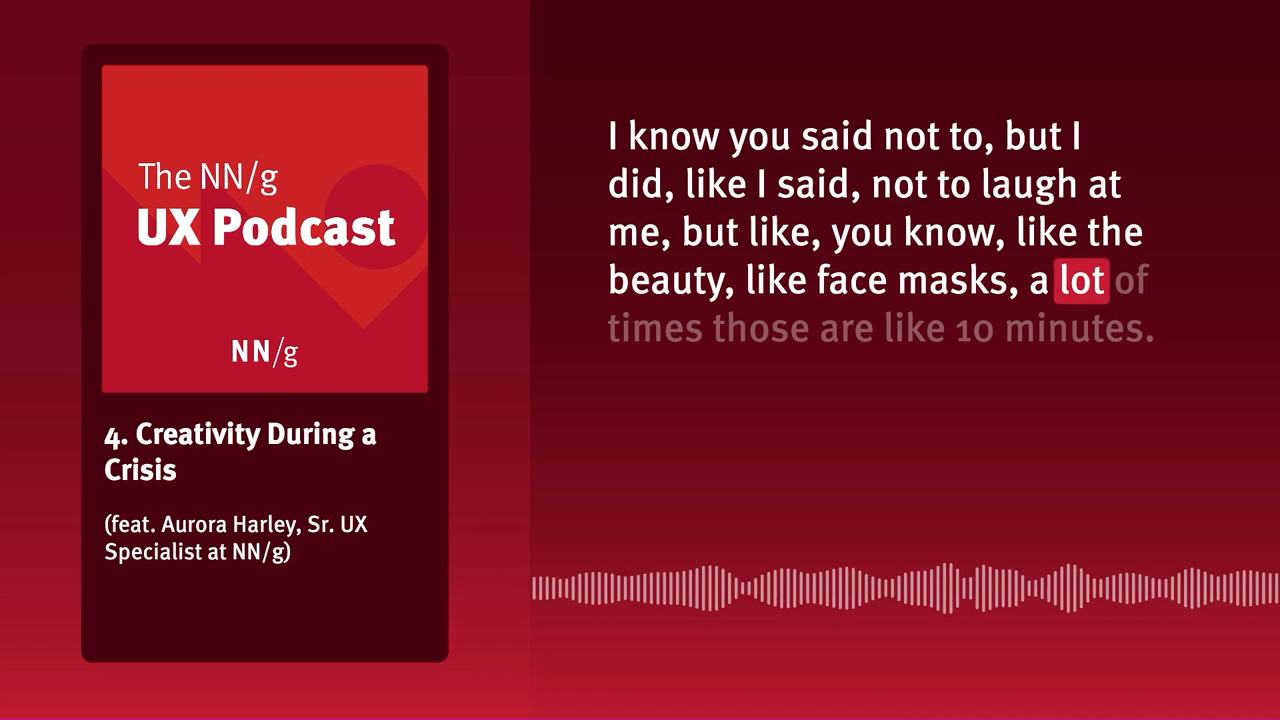 The NN/g
UX Podcast
NN/g
4. Creativity During a
Crisis
(feat. Aurora Harley, Sr. UX
Specialist at NN/g)
I know you said not to, but I
did, like I said, not to laugh at
me, but like, you know, like the
beauty, like face masks, a lot of
times those are like 10 minutes.